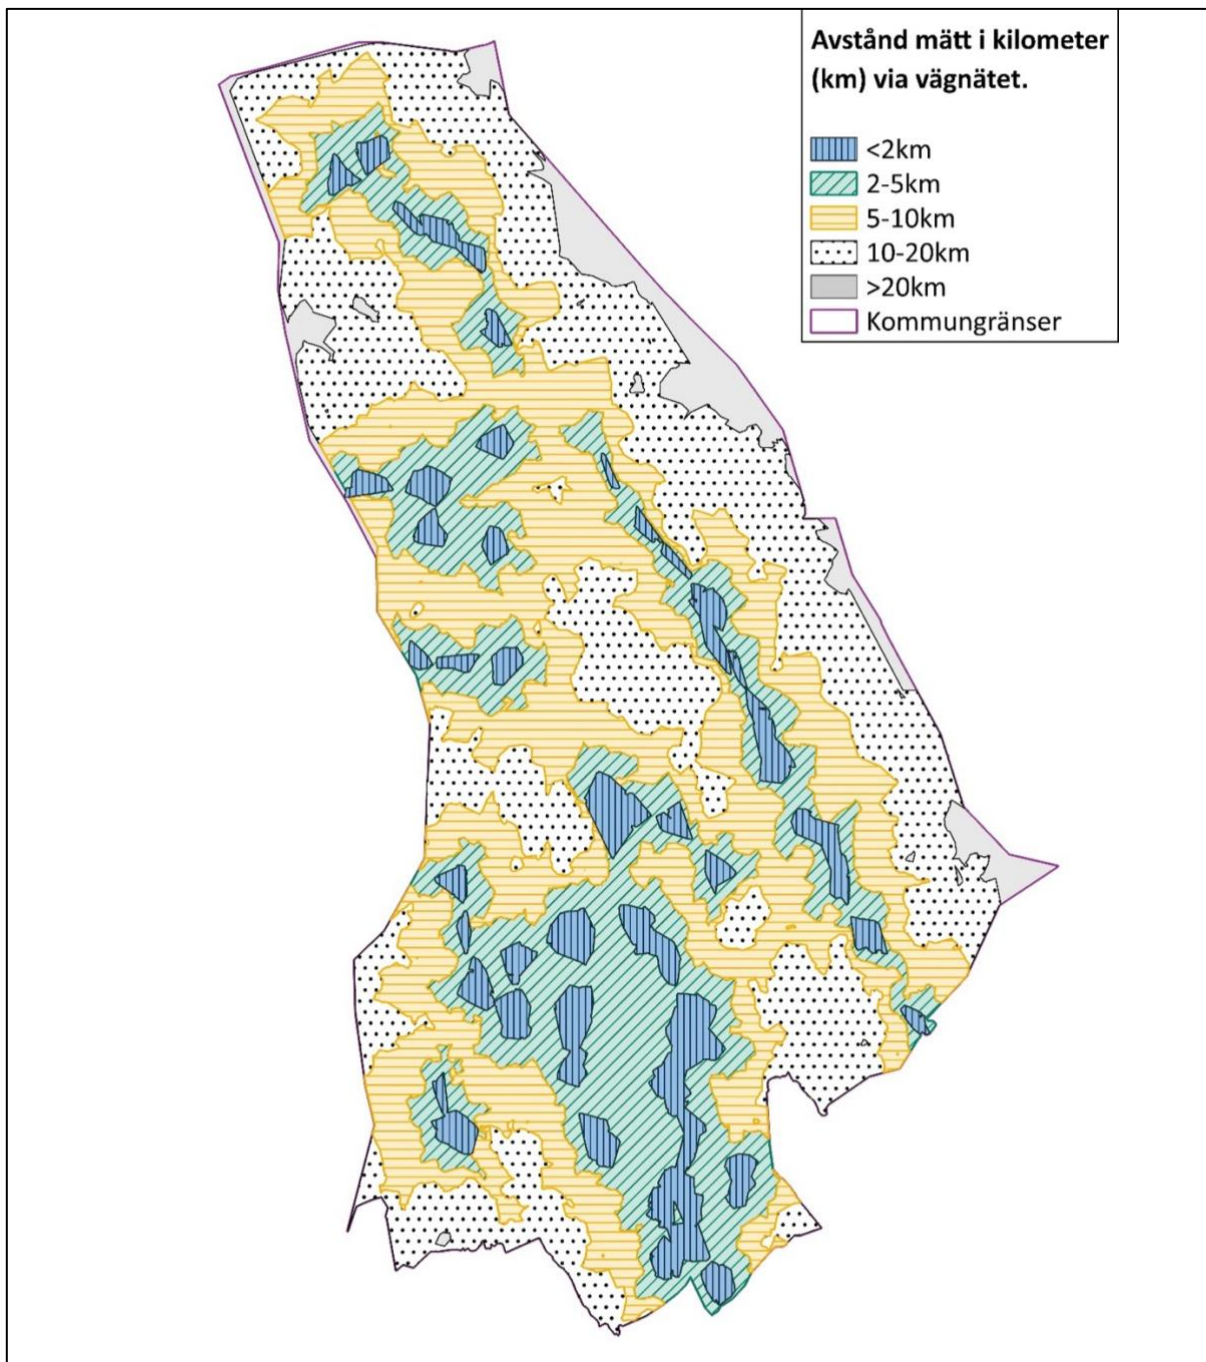 Avstånd mätt i kilometer
(km) via vägnätet.
<2km
2-5km
5-10km
10-20km
>20km
Kommungränser